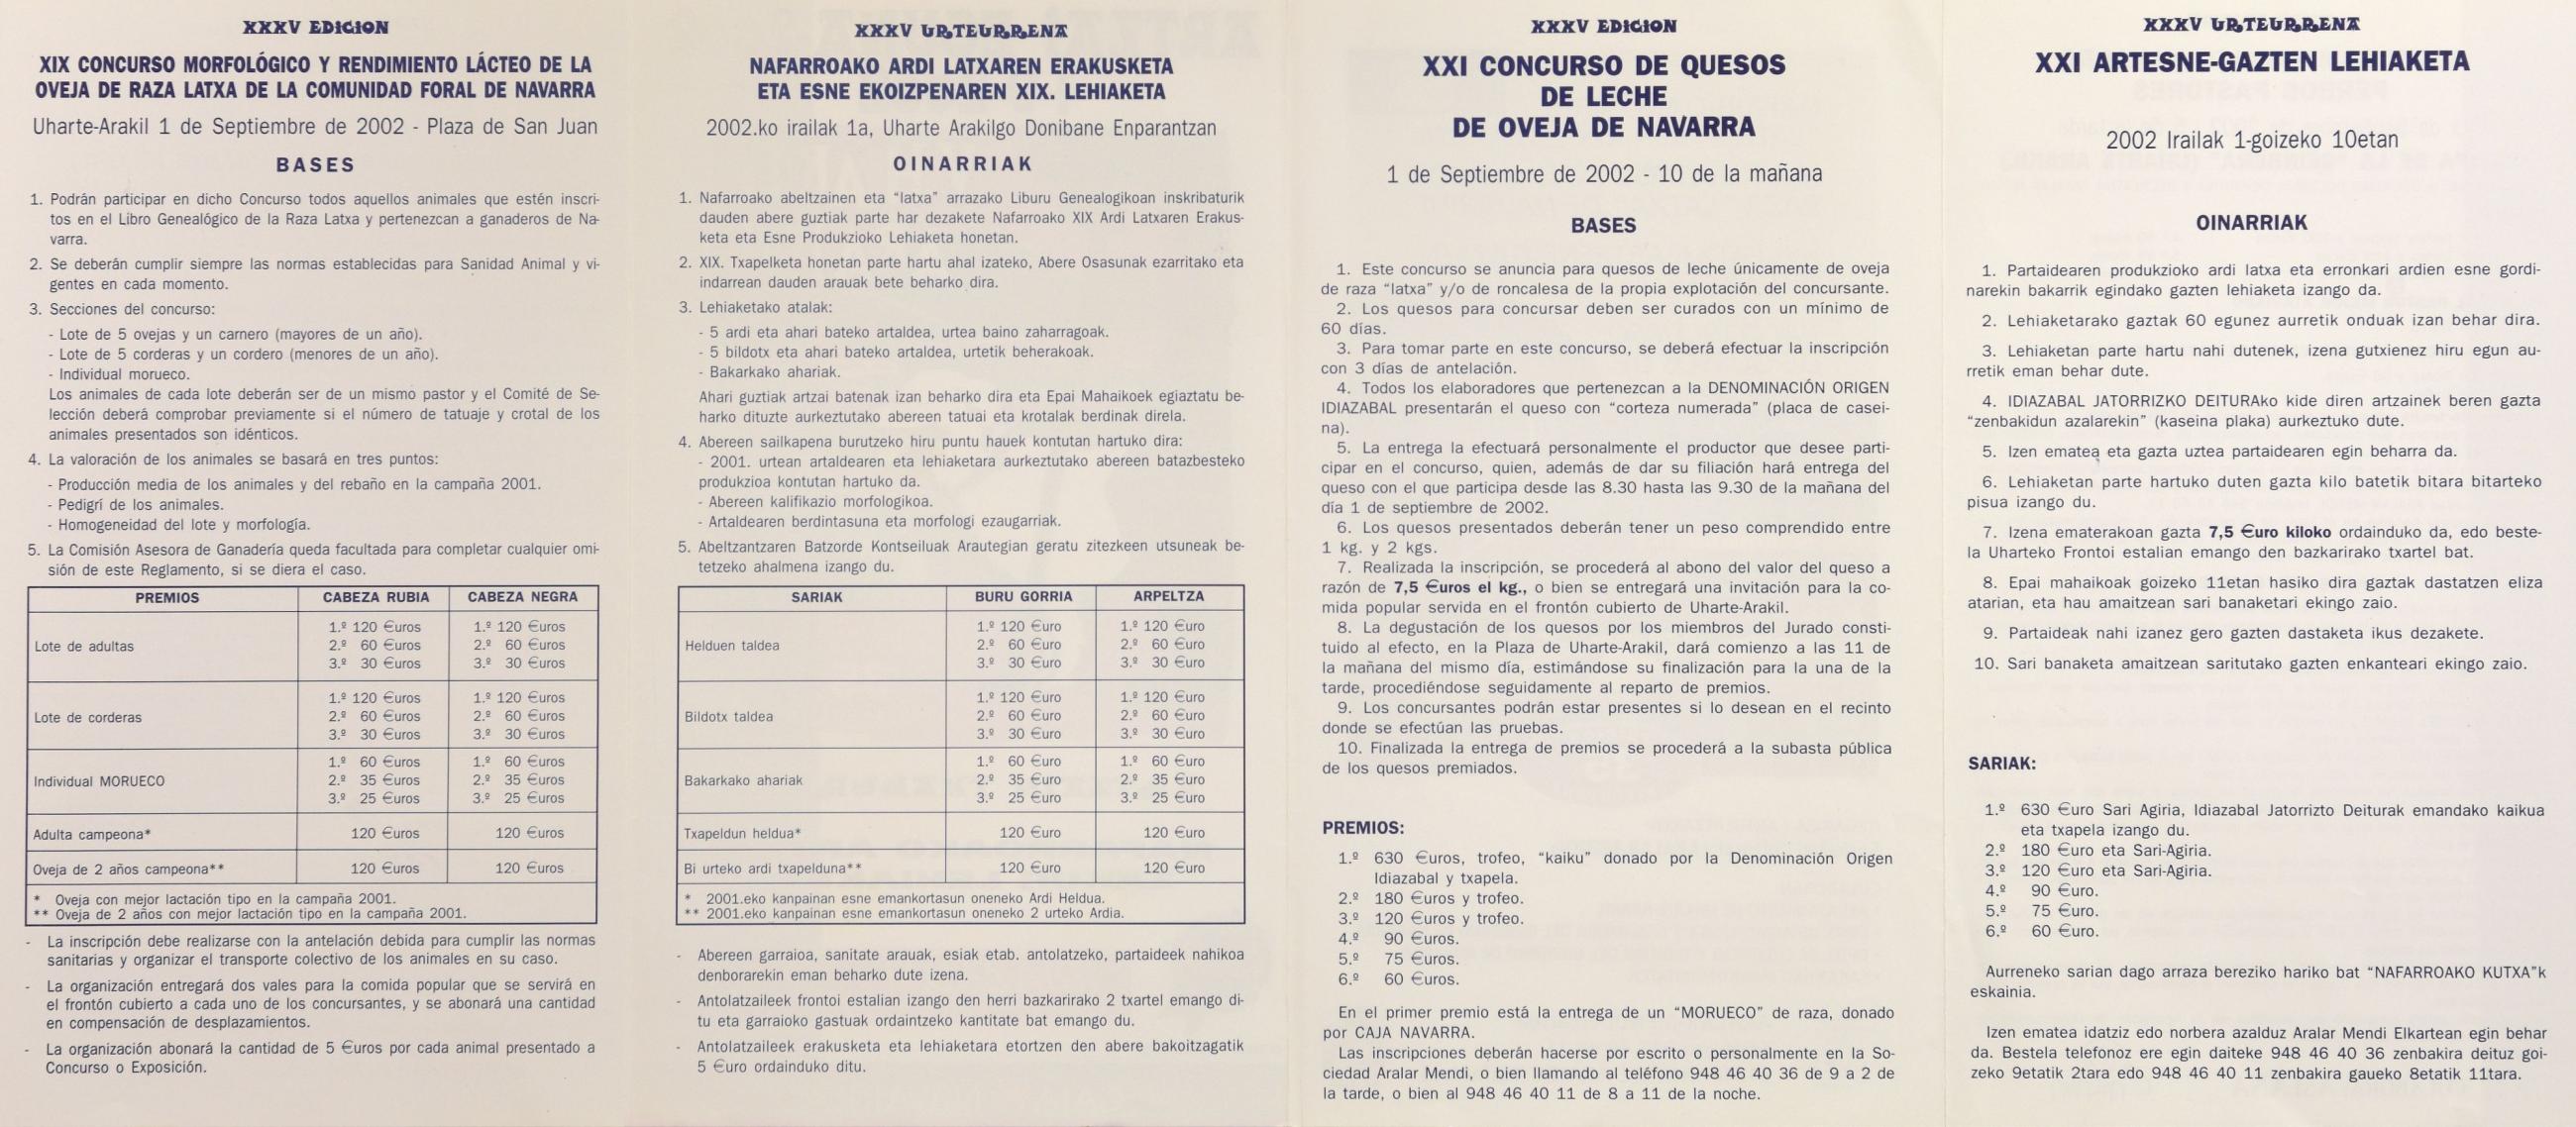 XXXV EDICION
XIX CONCURSO MORFOLÓGICO Y RENDIMIENTO LÁCTEO DE LA
OVEJA DE RAZA LATXA DE LA COMUNIDAD FORAL DE NAVARRA
Uharte-Arakil 1 de Septiembre de 2002 - Plaza de San Juan
BASES
1. Podrán participar en dicho Concurso todos aquellos animales que estén inscri-
tos en el Libro Genealógico de la Raza Latxa y pertenezcan a ganaderos de Na-
varra.
2. Se deberán cumplir siempre las normas establecidas para Sanidad Animal y vi-
gentes en cada momento.
3. Secciones del concurso:
- Lote de 5 ovejas y un carnero (mayores de un año).
- Lote de 5 corderas y un cordero (menores de un año).
- Individual morueco.
Los animales de cada lote deberán ser de un mismo pastor y el Comité de Se-
lección deberá comprobar previamente si el número de tatuaje y crotal de los
animales presentados son idénticos.
4. La valoración de los animales se basará en tres puntos:
- Producción media de los animales y del rebaño en la campaña 2001.
- Pedigrí de los animales.
- Homogeneidad del lote y morfología.
5. La Comisión Asesora de Ganadería queda facultada para completar cualquier omi-
sión de este Reglamento, si se diera el caso.
PREMIOS CABEZA RUBIA CABEZA NEGRA
1.º 120 €uros 1.º 120 €uros
Lote de adultas 2.º 60 €uros 2.º 60 €uros
3.º 30 €uros 3.º 30 €uros
1.º 120 €uros 1.º 120 €uros
Lote de corderas 2.º 60 €uros 2.º 60 €uros
3.º 30 €uros 3.º 30 €uros
1.º 60 €uros 1.º 60 €uros
Individual MORUECO 2.º 35 €uros 2.º 35 €uros
3.º 25 €uros 3.º 25 €uros
Adulta campeona* 120 €uros 120 €uros
Oveja de 2 años campeona** 120 €uros 120 €uros
* Oveja con mejor lactación tipo en la campaña 2001.
** Oveja de 2 años con mejor lactación tipo en la campaña 2001.
- La inscripción debe realizarse con la antelación debida para cumplir las normas
sanitarias y organizar el transporte colectivo de los animales en su caso.
- La organización entregará dos vales para la comida popular que se servirá en
el frontón cubierto a cada uno de los concursantes, y se abonará una cantidad
en compensación de desplazamientos.
- La organización abonará la cantidad de 5 €uros por cada animal presentado a
Concurso o Exposición.
XXXV URTEURRENA
NAFARROAKO ARDI LATXAREN ERAKUSKETA
ETA ESNE EKOIZPENAREN XIX. LEHIAKETA
2002.ko irailak 1a, Uharte Arakilgo Donibane Enparantzan
OINARRIAK
1. Nafarroako abeltzainen eta “latxa” arrazako Liburu Genealogikoan inskribaturik
dauden abere guztiak parte har dezakete Nafarroako XIX Ardi Latxaren Erakus-
keta eta Esne Produkzioko Lehiaketa honetan.
2. XIX. Txapelketa honetan parte hartu ahal izateko, Abere Osasunak ezarritako eta
indarrean dauden arauak bete beharko dira.
3. Lehiaketako atalak:
- 5 ardi eta ahari bateko artaldea, urtea baino zaharragoak.
- 5 bildotx eta ahari bateko artaldea, urtetik beherakoak.
- Bakarkako ahariak.
Ahari guztiak artzai batenak izan beharko dira eta Epai Mahaikoek egiaztatu be-
harko dituzte aurkeztutako abereen tatuai eta krotalak berdinak direla.
4. Abereen sailkapena burutzeko hiru puntu hauek kontutan hartuko dira:
- 2001. urtean artaldearen eta lehiaketara aurkeztutako abereen batazbesteko
produkzioa kontutan hartuko da.
- Abereen kalifikazio morfologikoa.
- Artaldearen berdintasuna eta morfologi ezaugarriak.
5. Abeltzantzaren Batzorde Kontseiluak Arautegian geratu zitezkeen utsuneak be-
tetzeko ahalmena izango du.
SARIAK BURU GORRIA ARPELTZA
1.º 120 €uro 1.º 120 €uro
Helduen taldea 2.º 60 €uro 2.º 60 €uro
3.º 30 €uro 3.º 30 €uro
1.º 120 €uro 1.º 120 €uro
Bildotx taldea 2.º 60 €uro 2.º 60 €uro
3.º 30 €uro 3.º 30 €uro
1.º 60 €uro 1.º 60 €uro
Bakarkako ahariak 2.º 35 €uro 2.º 35 €uro
3.º 25 €uro 3.º 25 €uro
Txapeldun heldua* 120 €uro 120 €uro
Bi urteko ardi txapelduna** 120 €uro 120 €uro
* 2001.eko kanpainan esne emankortasun oneneko Ardi Heldua.
** 2001.eko kanpainan esne emankortasun oneneko 2 urteko Ardia.
- Abereen garraioa, sanitate arauak, esiak etab. antolatzeko, partaideek nahikoa
denborarekin eman beharko dute izena.
- Antolatzaileek frontoi estalian izango den herri bazkarirako 2 txartel emango di-
tu eta garraioko gastuak ordaintzeko kantitate bat emango du.
- Antolatzaileek erakusketa eta lehiaketara etortzen den abere bakoitzagatik
5 €uro ordainduko ditu.
XXXV EDICION
XXI CONCURSO DE QUESOS
DE LECHE
DE OVEJA DE NAVARRA
1 de Septiembre de 2002 - 10 de la mañana
BASES
1. Este concurso se anuncia para quesos de leche únicamente de oveja
de raza “latxa” y/o de roncalesa de la propia explotación del concursante.
2. Los quesos para concursar deben ser curados con un mínimo de
60 días.
3. Para tomar parte en este concurso, se deberá efectuar la inscripción
con 3 días de antelación.
4. Todos los elaboradores que pertenezcan a la DENOMINACIÓN ORIGEN
IDIAZABAL presentarán el queso con “corteza numerada” (placa de casei-
na).
5. La entrega la efectuará personalmente el productor que desee parti-
cipar en el concurso, quien, además de dar su filiación hará entrega del
queso con el que participa desde las 8.30 hasta las 9.30 de la mañana del
día 1 de septiembre de 2002.
6. Los quesos presentados deberán tener un peso comprendido entre
1 kg. y 2 kgs.
7. Realizada la inscripción, se procederá al abono del valor del queso a
razón de 7,5 €uros el kg., o bien se entregará una invitación para la co-
mida popular servida en el frontón cubierto de Uharte-Arakil.
8. La degustación de los quesos por los miembros del Jurado consti-
tuido al efecto, en la Plaza de Uharte-Arakil, dará comienzo a las 11 de
la mañana del mismo día, estimándose su finalización para la una de la
tarde, procediéndose seguidamente al reparto de premios.
9. Los concursantes podrán estar presentes si lo desean en el recinto
donde se efectúan las pruebas.
10. Finalizada la entrega de premios se procederá a la subasta pública
de los quesos premiados.
PREMIOS:
1.º 630 €uros, trofeo, “kaiku” donado por la Denominación Origen
Idiazabal y txapela.
2.º 180 €uros y trofeo.
3.º 120 €uros y trofeo.
4.º 90 €uros.
5.º 75 €uros.
6.º 60 €uros.
En el primer premio está la entrega de un “MORUECO” de raza, donado
por CAJA NAVARRA.
Las inscripciones deberán hacerse por escrito o personalmente en la So-
ciedad Aralar Mendi, o bien llamando al teléfono 948 46 40 36 de 9 a 2 de
la tarde, o bien al 948 46 40 11 de 8 a 11 de la noche.
XXXV URTEURRENA
XXI ARTESNE-GAZTEN LEHIAKETA
2002 Irailak 1-goizeko 10etan
OINARRIAK
1. Partaidearen produkzioko ardi latxa eta erronkari ardien esne gordi-
narekin bakarrik egindako gazten lehiaketa izango da.
2. Lehiaketarako gaztak 60 egunez aurretik onduak izan behar dira.
3. Lehiaketan parte hartu nahi dutenek, izena gutxienez hiru egun au-
rretik eman behar dute.
4. IDIAZABAL JATORRIZKO DEITURAko kide diren artzainek beren gazta
“zenbakidun azalarekin” (kaseina plaka) aurkeztuko dute.
5. Izen ematea eta gazta uztea partaidearen egin beharra da.
6. Lehiaketan parte hartuko duten gazta kilo batetik bitara bitarteko
pisua izango du.
7. Izena ematerakoan gazta 7,5 €uro kiloko ordainduko da, edo beste-
la Uharteko Frontoi estalian emango den bazkarirako txartel bat.
8. Epai mahaikoak goizeko 11etan hasiko dira gaztak dastatzen eliza
atarian, eta hau amaitzean sari banaketari ekingo zaio.
9. Partaideak nahi izanez gero gazten dastaketa ikus dezakete.
10. Sari banaketa amaitzean saritutako gazten enkanteari ekingo zaio.
SARIAK:
1.º 630 €uro Sari Agiria, Idiazabal Jatorrizto Deiturak emandako kaikua
eta txapela izango du.
2.º 180 €uro eta Sari-Agiria.
3.º 120 €uro eta Sari-Agiria.
4.º 90 €uro.
5.º 75 €uro.
6.º 60 €uro.
Aurreneko sarian dago arraza bereziko hariko bat “NAFARROAKO KUTXA”k
eskainia.
Izen ematea idatziz edo norbera azalduz Aralar Mendi Elkartean egin behar
da. Bestela telefonoz ere egin daiteke 948 46 40 36 zenbakira deituz goi-
zeko 9etatik 2tara edo 948 46 40 11 zenbakira gaueko 8etatik 11tara.